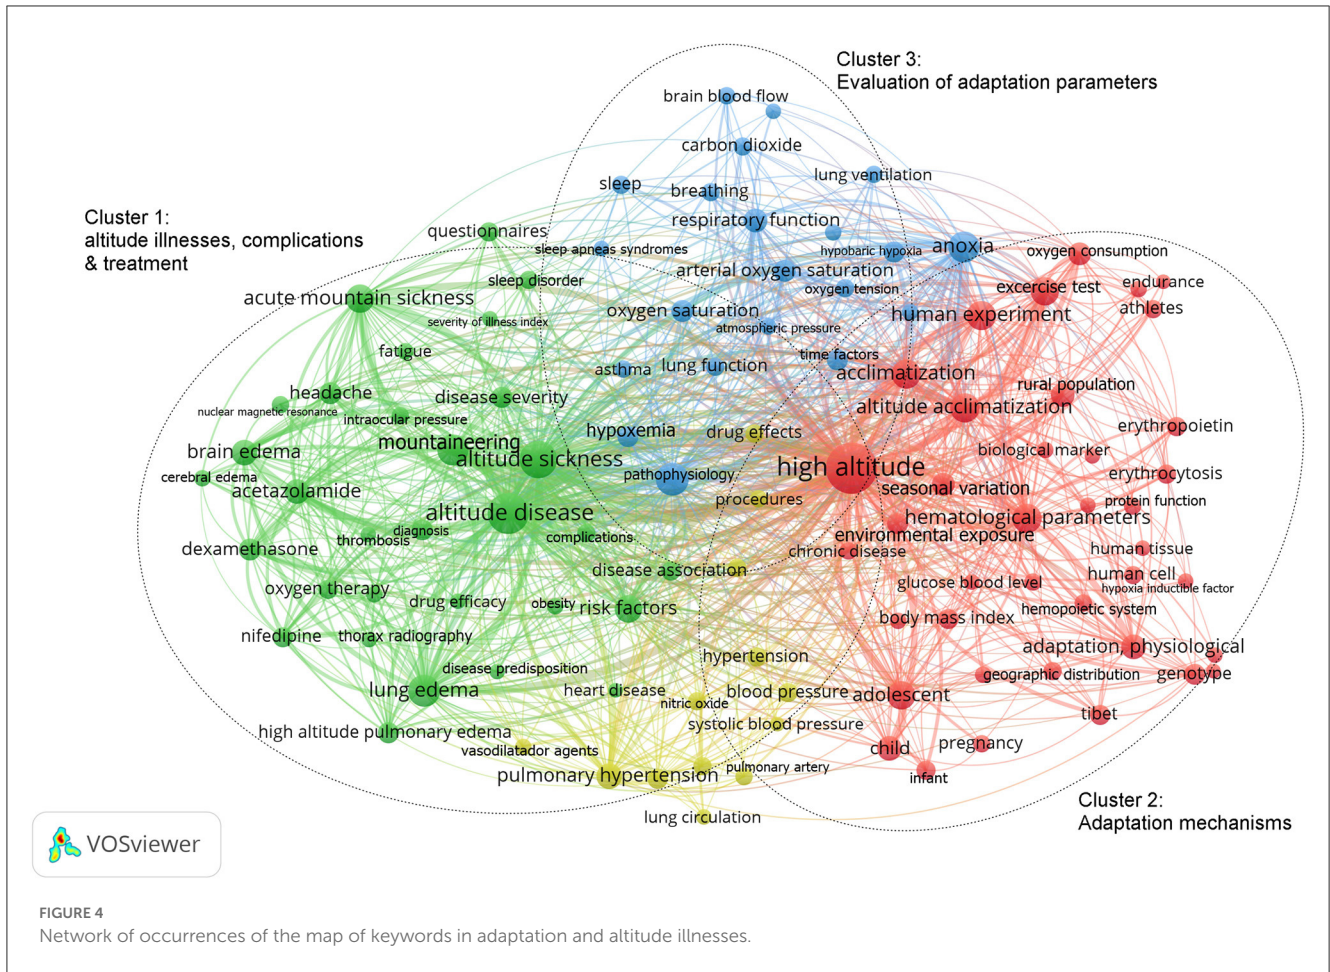 Cluster 3:
Evaluation of adaptation parameters
brain blood flow
carbon dioxide
lung ventilation
sleep
breathing
Cluster 1:
altitude illnesses, complications
& treatment
respiratory function
questionnaires
sleep apneas syndromes
hypobaric hypoxia
anoxia
oxygen consumption
arterial oxygen saturation
sleep disorder
oxygen tension
excercise test
endurance
acute mountain sickness
athletes
oxygen saturation
human experiment
severity of illness index
atmospheric pressure
fatigue
time factors
asthma
lung function
acclimatization
rural population
headache
disease severity
nuclear magnetic resonance
intraocular pressure
altitude acclimatization
erythropoietin
hypoxemia
drug effects
mountaineering
brain edema
altitude sickness
biological marker
high altitude
cerebral edema
pathophysiology
erythrocytosis
acetazolamide
seasonal variation
procedures
protein function
altitude disease
hematological parameters
diagnosis
thrombosis
complications
environmental exposure
dexamethasone
chronic disease
human tissue
disease association
human cell
oxygen therapy
glucose blood level
hypoxia inductible factor
drug efficacy
obesity
risk factors
hemopoietic system
body mass index
nifedipine
thorax radiography
adaptation, physiological
hypertension
disease predisposition
geographic distribution
genotype
lung edema
heart disease
blood pressure
adolescent
nitric oxide
tibet
systolic blood pressure
high altitude pulmonary edema
child
pregnancy
vasodilatador agents
pulmonary artery
pulmonary hypertension
infant
Cluster 2:
Adaptation mechanisms
lung circulation
VOSviewer
FIGURE 4
Network of occurrences of the map of keywords in adaptation and altitude illnesses.